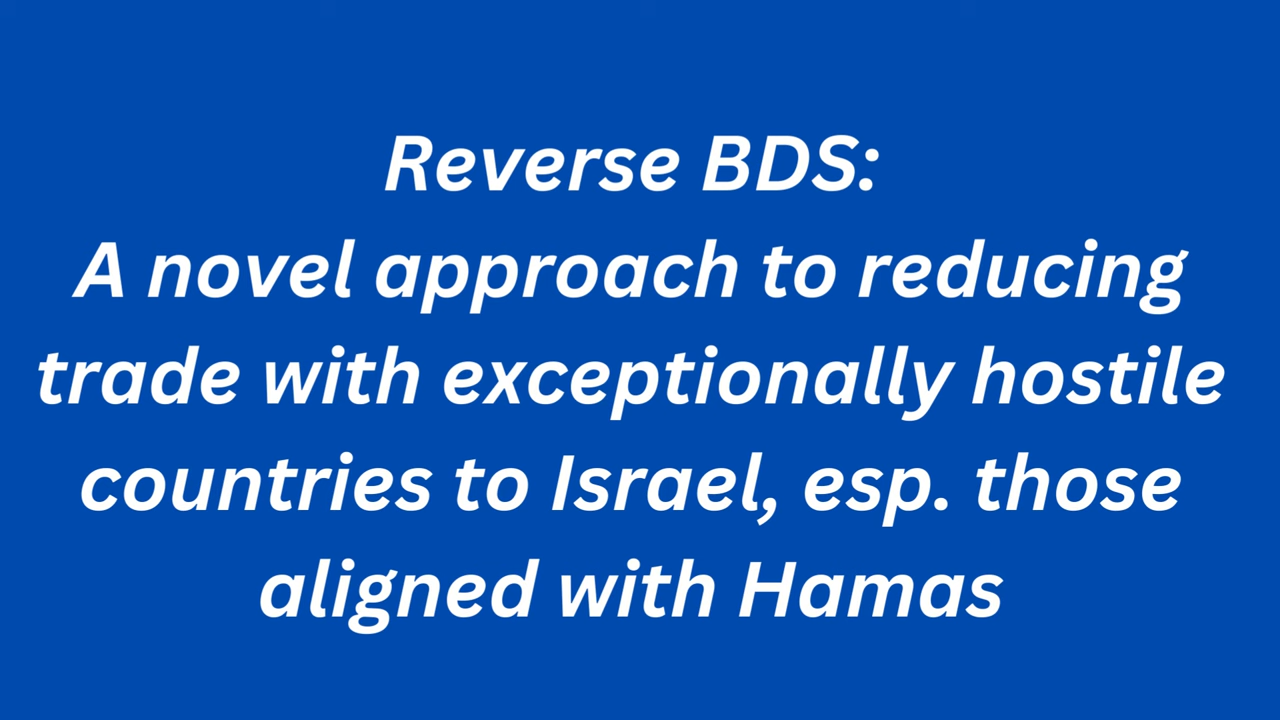 Reverse BDS:
A novel approach to reducing
trade with exceptionally hostile
countries to Israel, esp. those
aligned with Hamas